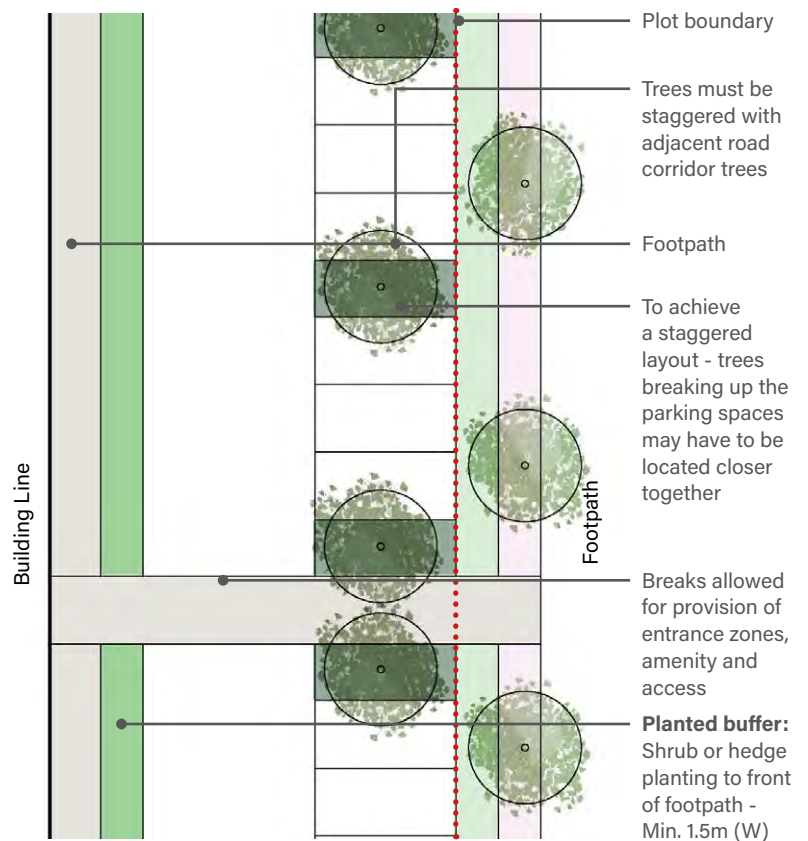 Plot boundary
Trees must be
staggered with
adjacent road
corridor trees
Footpath
To achieve
a staggered
layout - trees
breaking up the
parking spaces
may have to be
located closer
together
Building Line
Footpath
Breaks allowed
for provision of
entrance zones,
amenity and
access
Planted buffer:
Shrub or hedge
planting to front
of footpath -
Min. 1.5m (W)